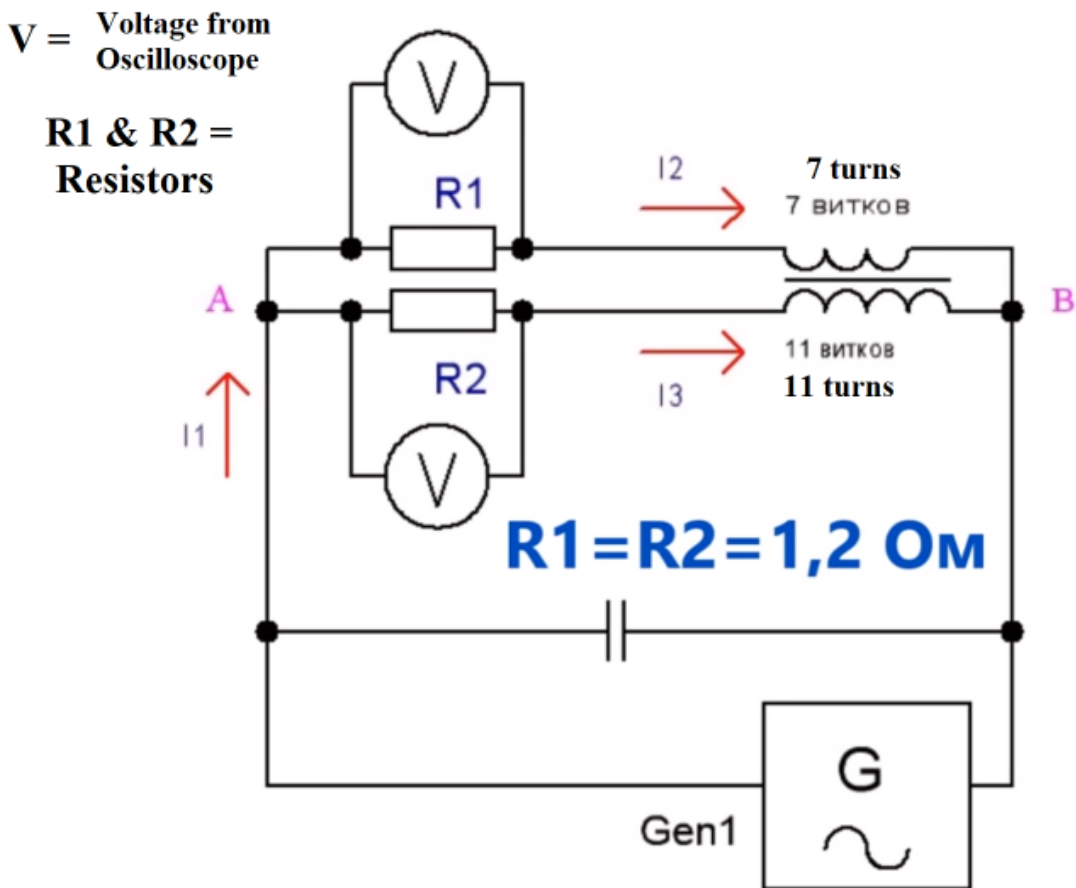 V = Voltage from
Oscilloscope
R1 & R2 =
Resistors
V
R1
I2
7 turns
7 витков
A
B
R2
I3
11 витков
11 turns
I1
V
R1=R2=1,2 Ом
G
Gen1